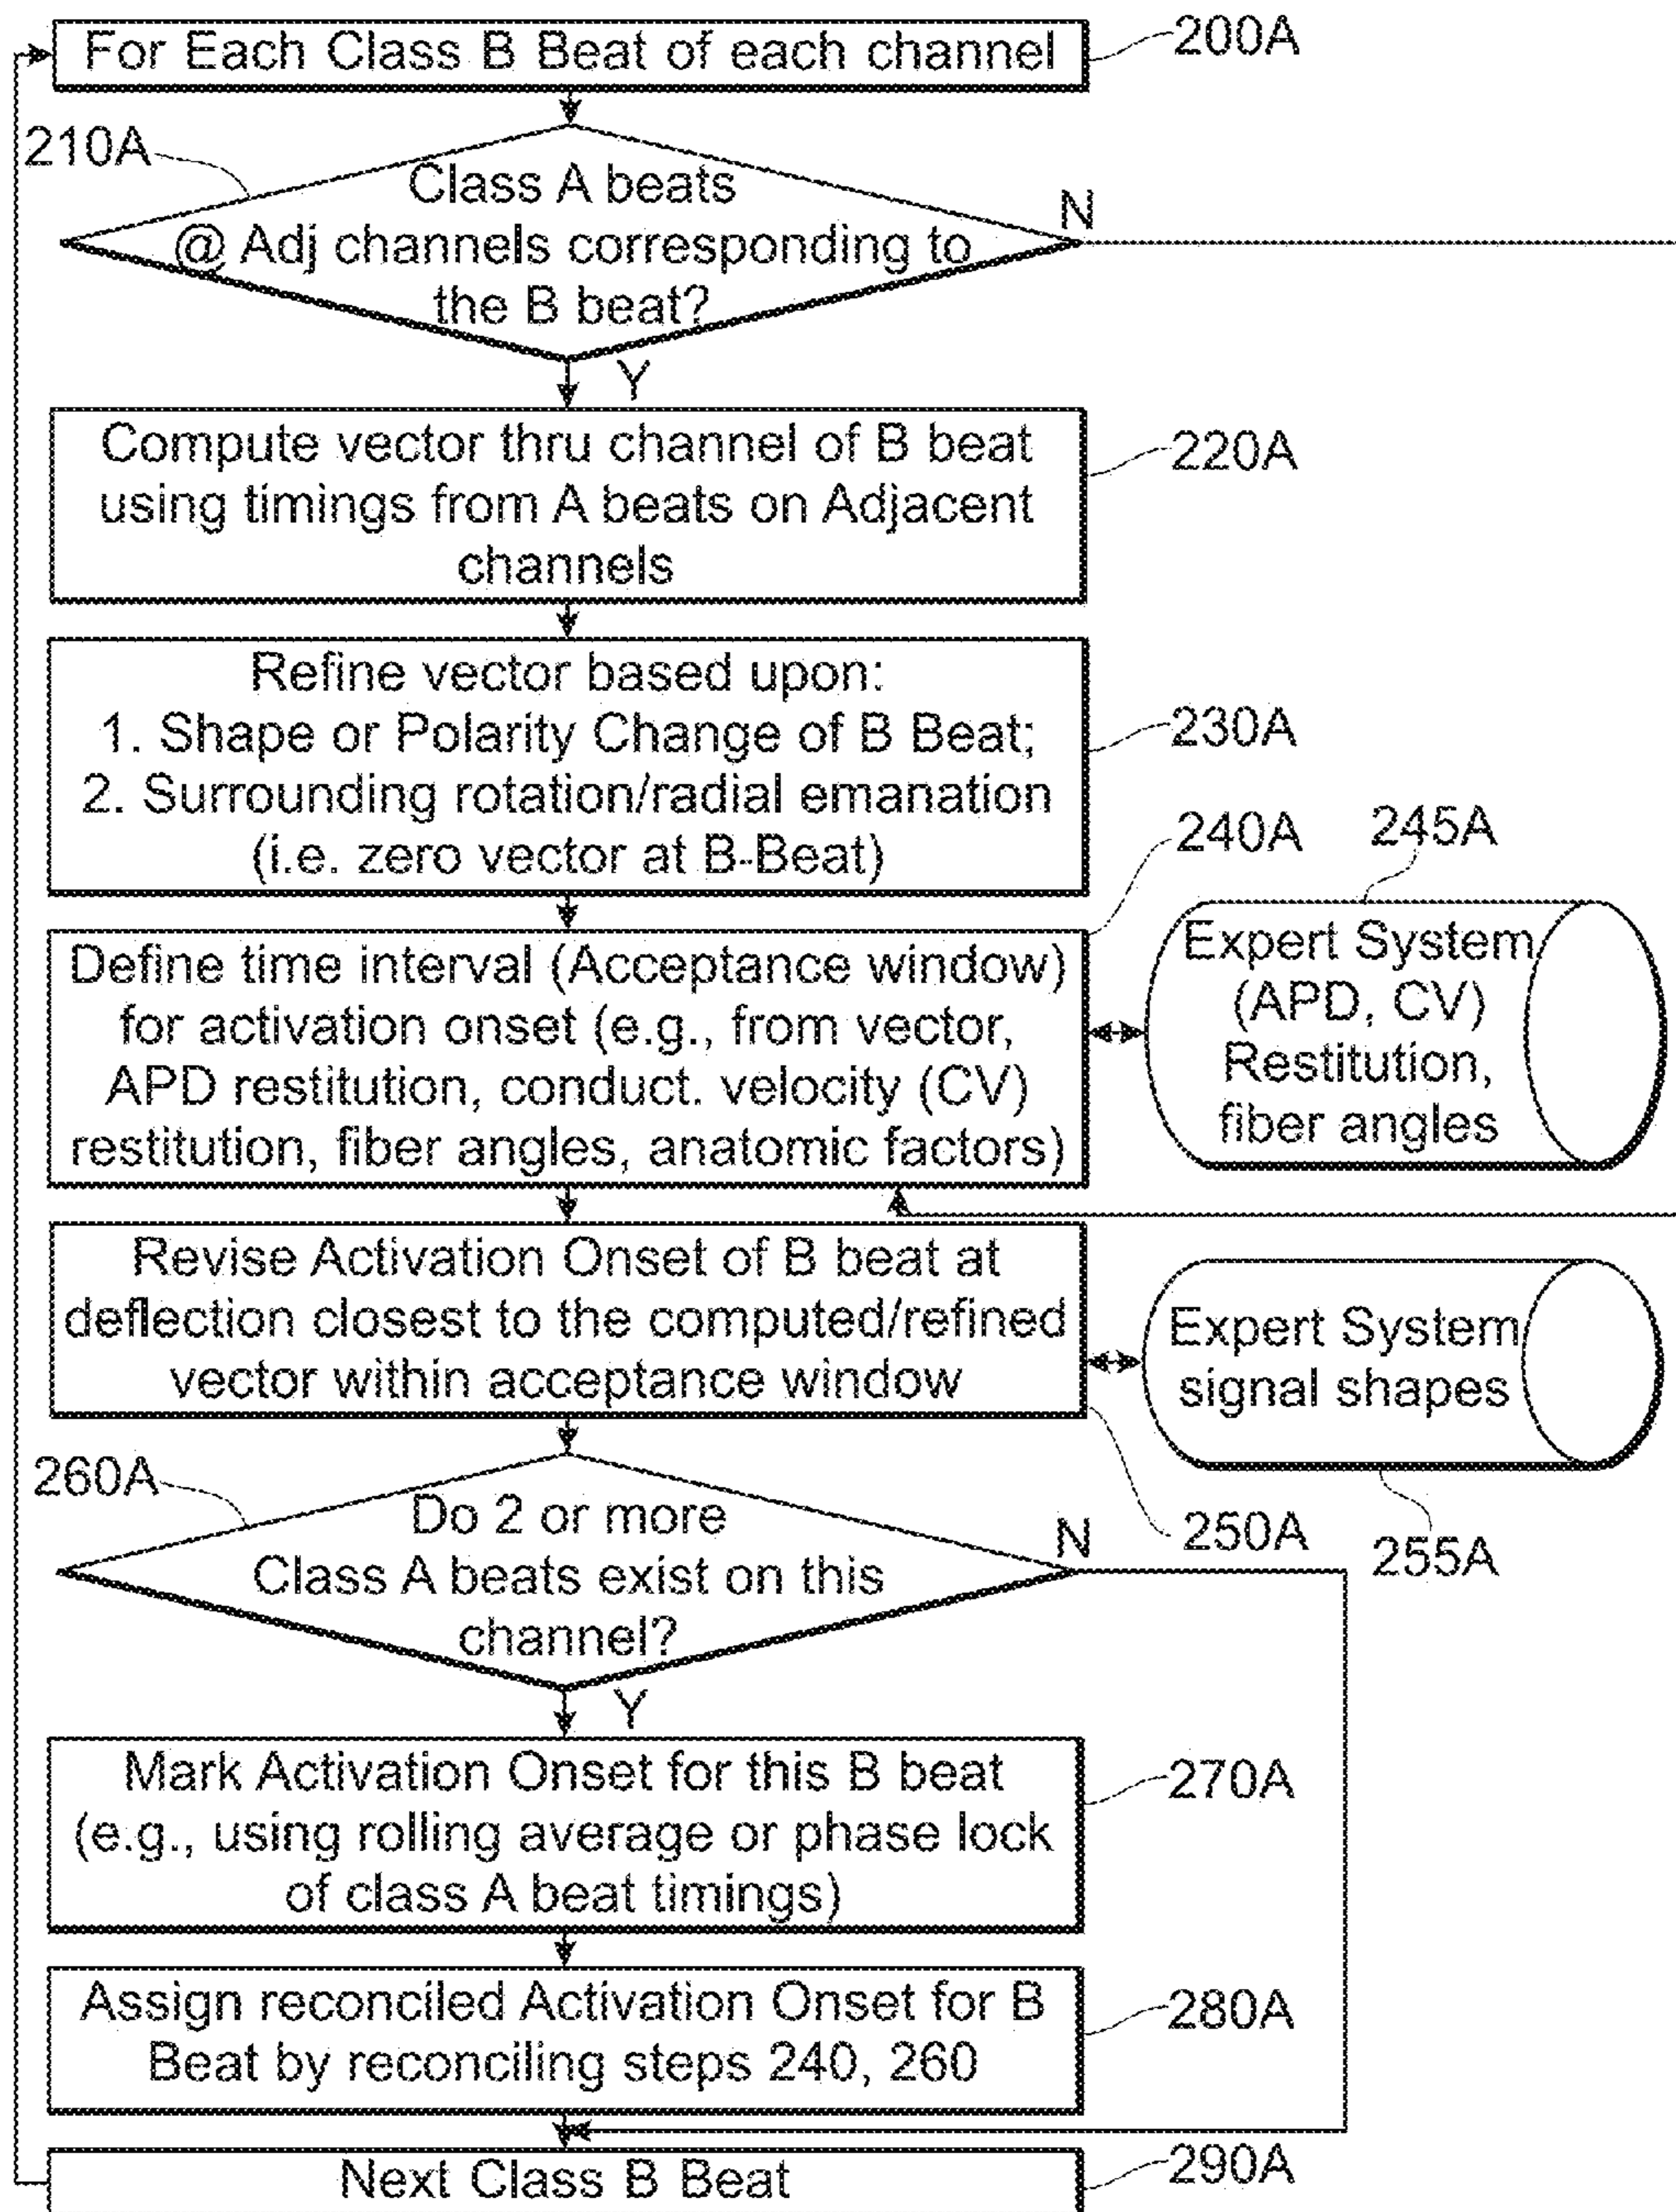 For Each Class B Beat of each channel
200A
210A
Class A beats
@ Adj channels corresponding to
the B beat?
N
Y
Compute vector thru channel of B beat
using timings from A beats on Adjacent
channels
220A
Refine vector based upon:
1. Shape or Polarity Change of B Beat;
2. Surrounding rotation/radial emanation
(i.e. zero vector at B-Beat)
230A
240A
245A
Define time interval (Acceptance window)
for activation onset (e.g., from vector,
APD restitution, conduct. velocity (CV)
restitution, fiber angles, anatomic factors)
Expert System
(APD, CV)
Restitution,
fiber angles
Revise Activation Onset of B beat at
deflection closest to the computed/refined
vector within acceptance window
Expert System
signal shapes
250A
255A
260A
Do 2 or more
Class A beats exist on this
channel?
N
Y
Mark Activation Onset for this B beat
(e.g., using rolling average or phase lock
of class A beat timings)
270A
Assign reconciled Activation Onset for B
Beat by reconciling steps 240, 260
280A
Next Class B Beat
290A